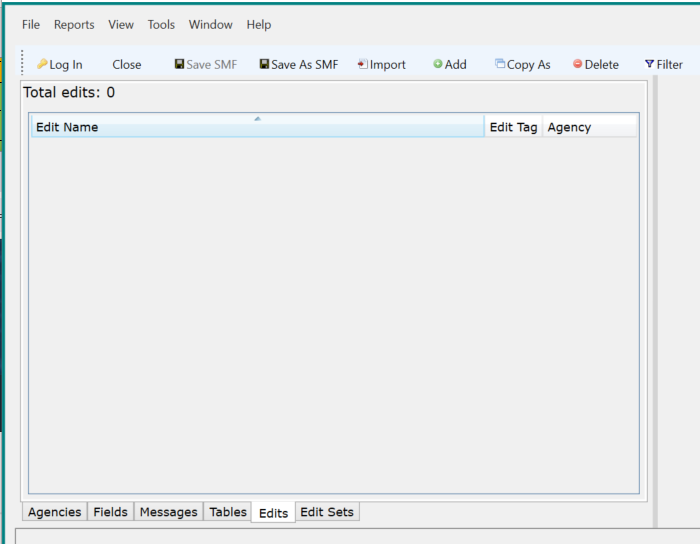 File Reports View Tools Window Help
Log In Close Save SMF Save As SMF Import Add Copy As Delete Filter
Total edits: 0
Edit Name Edit Tag Agency
Agencies Fields Messages Tables Edits Edit Sets